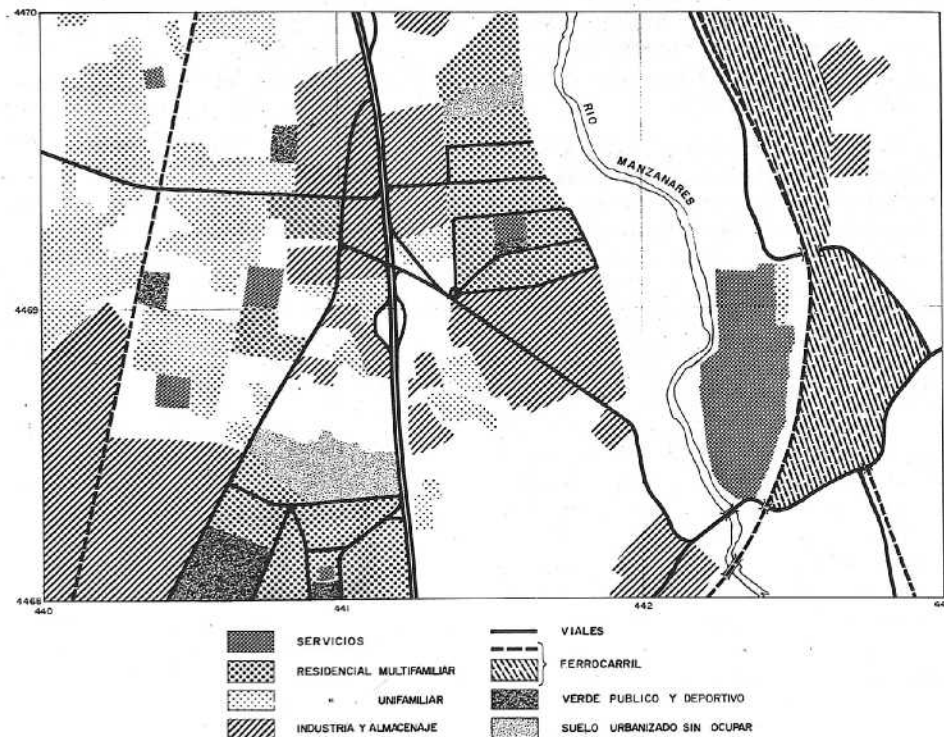 4470
RIO
MANZANARES
4469
4468
440
441
442
44
SERVICIOS
RESIDENCIAL MULTIFAMILIAR
" UNIFAMILIAR
INDUSTRIA Y ALMACENAJE
VIALES
FERROCARRIL
VERDE PUBLICO Y DEPORTIVO
SUELO URBANIZADO SIN OCUPAR